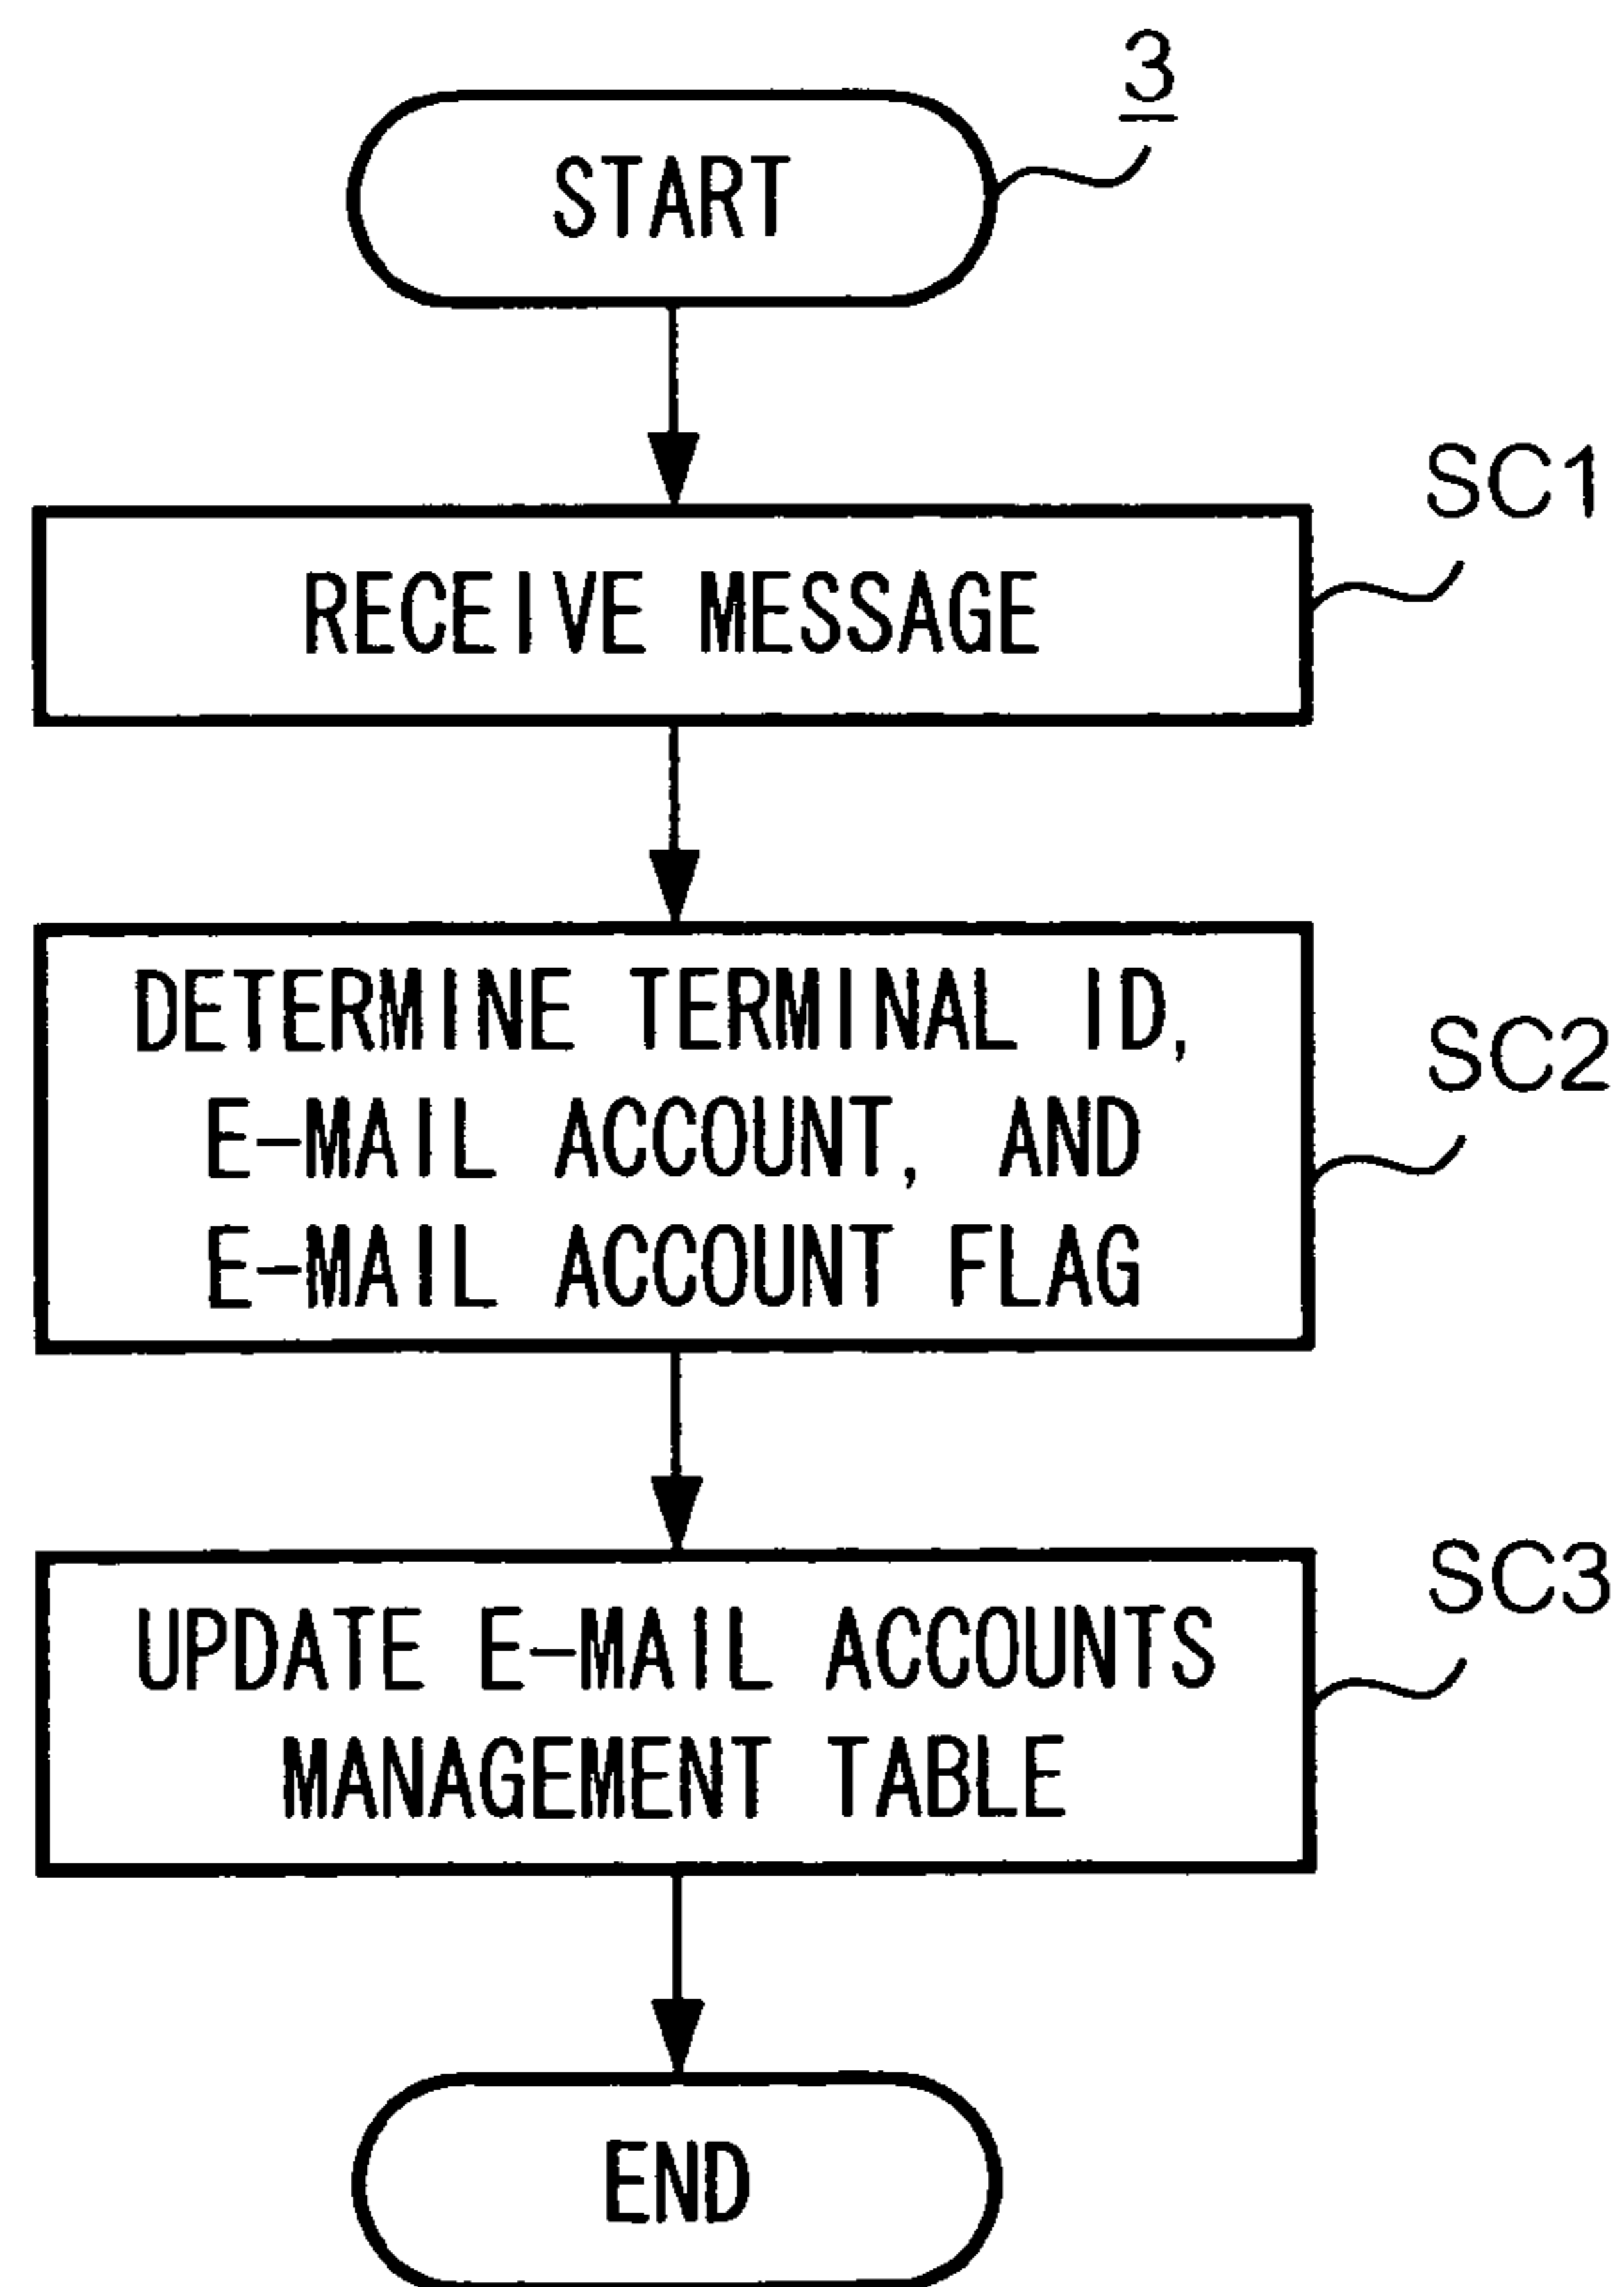 3
START
SC1
RECEIVE MESSAGE
DETERMINE TERMINAL ID,
SC2
E-MAIL ACCOUNT, AND
E-MAIL ACCOUNT FLAG
SC3
UPDATE E-MAIL ACCOUNTS
MANAGEMENT TABLE
END